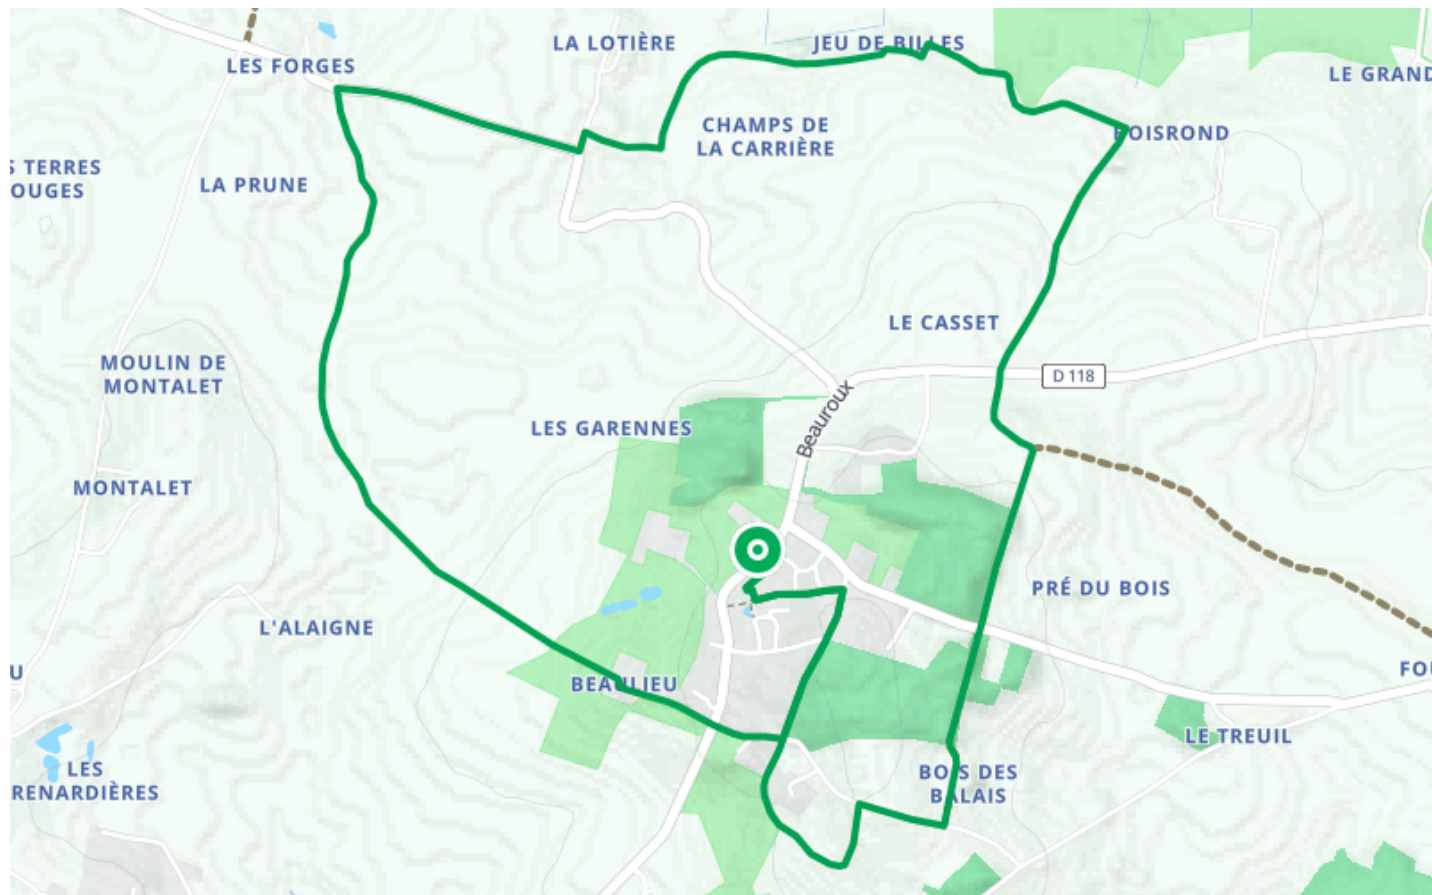 LA LOTIÈRE
JEU DE BILLES
LES FORGES
LE GRAND
CHAMPS DE
LA CARRIÈRE
BOISROND
S TERRES
OUGES
LA PRUNE
LE CASSET
MOULIN DE
MONTALET
D 118
Beauroux
LES GARENNES
MONTALET
PRÉ DU BOIS
L'ALAIGNE
U
FOU
BEAULIEU
LE TREUIL
LES
RENARDIÈRES
BOIS DES
BALAIS